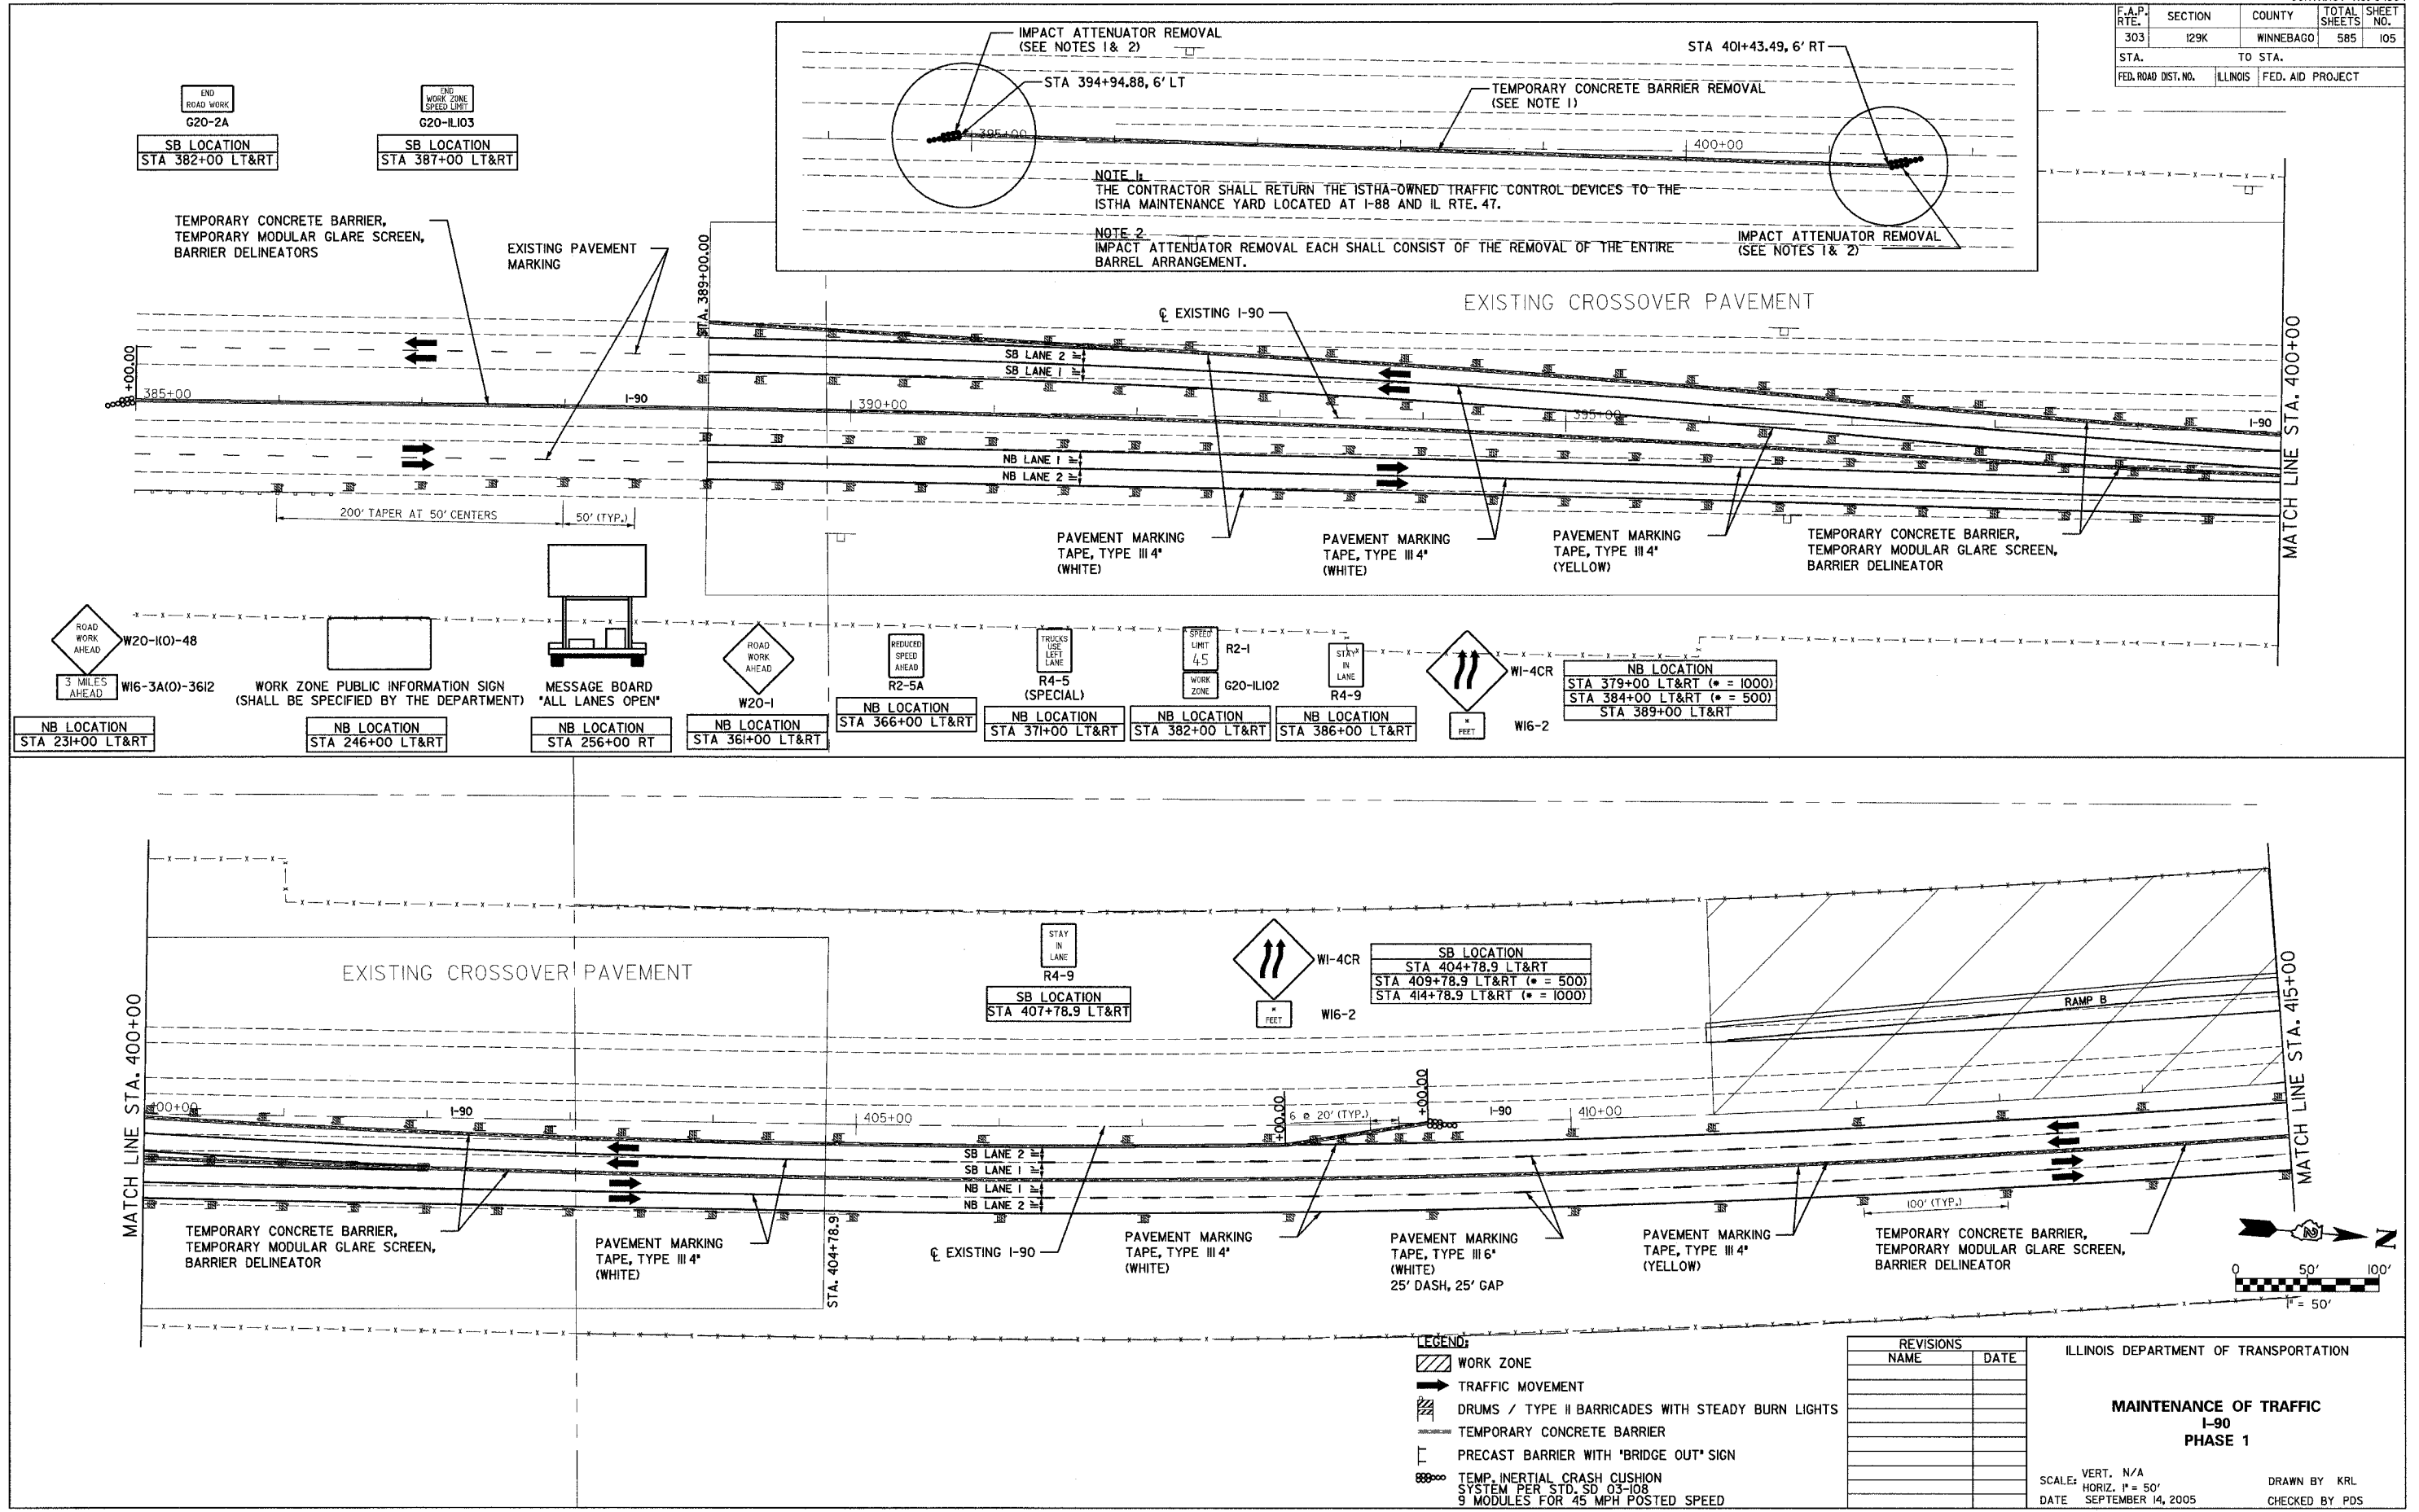 F.A.P. RTE. SECTION COUNTY TOTAL SHEETS SHEET NO.
303 129K WINNEBAGO 585 105
STA. TO STA.
FED. ROAD DIST. NO. ILLINOIS FED. AID PROJECT
IMPACT ATTENUATOR REMOVAL
(SEE NOTES 1 & 2)
STA 394+94.88, 6' LT
STA 401+43.49, 6' RT
TEMPORARY CONCRETE BARRIER REMOVAL
(SEE NOTE 1)
395+00
400+00
NOTE 1:
THE CONTRACTOR SHALL RETURN THE ISTHA-OWNED TRAFFIC CONTROL DEVICES TO THE
ISTHA MAINTENANCE YARD LOCATED AT I-88 AND IL RTE. 47.
NOTE 2
IMPACT ATTENUATOR REMOVAL EACH SHALL CONSIST OF THE REMOVAL OF THE ENTIRE
BARREL ARRANGEMENT.
IMPACT ATTENUATOR REMOVAL
(SEE NOTES 1 & 2)
END
ROAD WORK
G20-2A
SB LOCATION
STA 382+00 LT&RT
END
WORK ZONE
SPEED LIMIT
G20-IL103
SB LOCATION
STA 387+00 LT&RT
TEMPORARY CONCRETE BARRIER,
TEMPORARY MODULAR GLARE SCREEN,
BARRIER DELINEATORS
EXISTING PAVEMENT
MARKING
STA. 389+00.00
EXISTING CROSSOVER PAVEMENT
℄ EXISTING I-90
+00.00
385+00
I-90
390+00
395+00
I-90
SB LANE 2
SB LANE 1
NB LANE 1
NB LANE 2
MATCH LINE STA. 400+00
200' TAPER AT 50' CENTERS
50' (TYP.)
PAVEMENT MARKING
TAPE, TYPE III 4"
(WHITE)
PAVEMENT MARKING
TAPE, TYPE III 4"
(WHITE)
PAVEMENT MARKING
TAPE, TYPE III 4"
(YELLOW)
TEMPORARY CONCRETE BARRIER,
TEMPORARY MODULAR GLARE SCREEN,
BARRIER DELINEATOR
ROAD
WORK
AHEAD
W20-1(O)-48
3 MILES
AHEAD
W16-3A(O)-3612
NB LOCATION
STA 231+00 LT&RT
WORK ZONE PUBLIC INFORMATION SIGN
(SHALL BE SPECIFIED BY THE DEPARTMENT)
NB LOCATION
STA 246+00 LT&RT
MESSAGE BOARD
"ALL LANES OPEN"
NB LOCATION
STA 256+00 RT
ROAD
WORK
AHEAD
W20-1
NB LOCATION
STA 361+00 LT&RT
REDUCED
SPEED
AHEAD
R2-5A
NB LOCATION
STA 366+00 LT&RT
TRUCKS
USE
LEFT
LANE
R4-5
(SPECIAL)
NB LOCATION
STA 371+00 LT&RT
SPEED
LIMIT
45
R2-1
WORK
ZONE
G20-IL102
NB LOCATION
STA 382+00 LT&RT
STAY
IN
LANE
R4-9
NB LOCATION
STA 386+00 LT&RT
W1-4CR
*
FEET
W16-2
NB LOCATION
STA 379+00 LT&RT (* = 1000)
STA 384+00 LT&RT (* = 500)
STA 389+00 LT&RT
MATCH LINE STA. 400+00
EXISTING CROSSOVER PAVEMENT
STAY
IN
LANE
R4-9
SB LOCATION
STA 407+78.9 LT&RT
W1-4CR
*
FEET
W16-2
SB LOCATION
STA 404+78.9 LT&RT
STA 409+78.9 LT&RT (* = 500)
STA 414+78.9 LT&RT (* = 1000)
RAMP B
MATCH LINE STA. 415+00
400+00
I-90
405+00
+00.00
6 @ 20' (TYP.)
+00.00
I-90
410+00
SB LANE 2
SB LANE 1
NB LANE 1
NB LANE 2
100' (TYP.)
TEMPORARY CONCRETE BARRIER,
TEMPORARY MODULAR GLARE SCREEN,
BARRIER DELINEATOR
PAVEMENT MARKING
TAPE, TYPE III 4"
(WHITE)
STA. 404+78.9
℄ EXISTING I-90
PAVEMENT MARKING
TAPE, TYPE III 4"
(WHITE)
PAVEMENT MARKING
TAPE, TYPE III 6"
(WHITE)
25' DASH, 25' GAP
PAVEMENT MARKING
TAPE, TYPE III 4"
(YELLOW)
TEMPORARY CONCRETE BARRIER,
TEMPORARY MODULAR GLARE SCREEN,
BARRIER DELINEATOR
N
0 50' 100'
1" = 50'
LEGEND:
WORK ZONE
TRAFFIC MOVEMENT
DRUMS / TYPE II BARRICADES WITH STEADY BURN LIGHTS
TEMPORARY CONCRETE BARRIER
PRECAST BARRIER WITH "BRIDGE OUT" SIGN
TEMP. INERTIAL CRASH CUSHION
SYSTEM PER STD. SD 03-108
9 MODULES FOR 45 MPH POSTED SPEED
REVISIONS
NAME DATE
ILLINOIS DEPARTMENT OF TRANSPORTATION
MAINTENANCE OF TRAFFIC
I-90
PHASE 1
SCALE: VERT. N/A
HORIZ. 1" = 50'
DATE SEPTEMBER 14, 2005
DRAWN BY KRL
CHECKED BY PDS